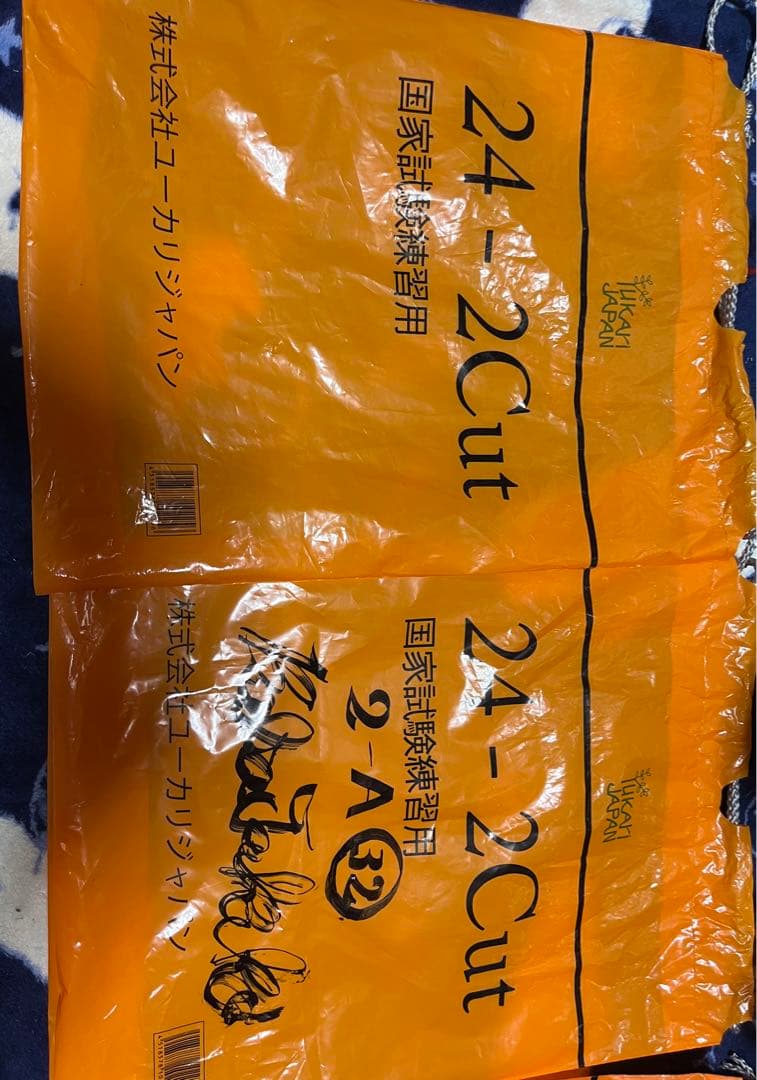 YUKARI
JAPAN
24-2Cut
国家試験練習用
株式会社ユーカリジャパン
YUKARI
JAPAN
24-2Cut
国家試験練習用
2-A 32
株式会社ユーカリジャパン